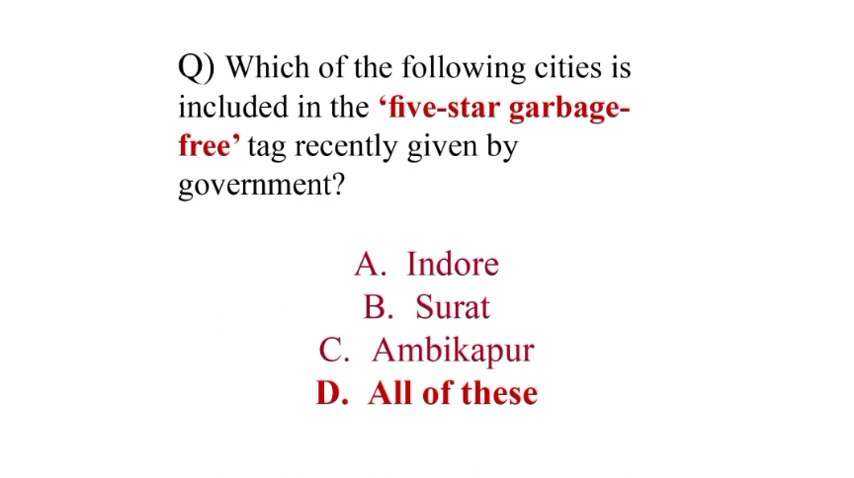 Q) Which of the following cities is
included in the ‘five-star garbage-
free’ tag recently given by
government?
A. Indore
B. Surat
C. Ambikapur
D. All of these